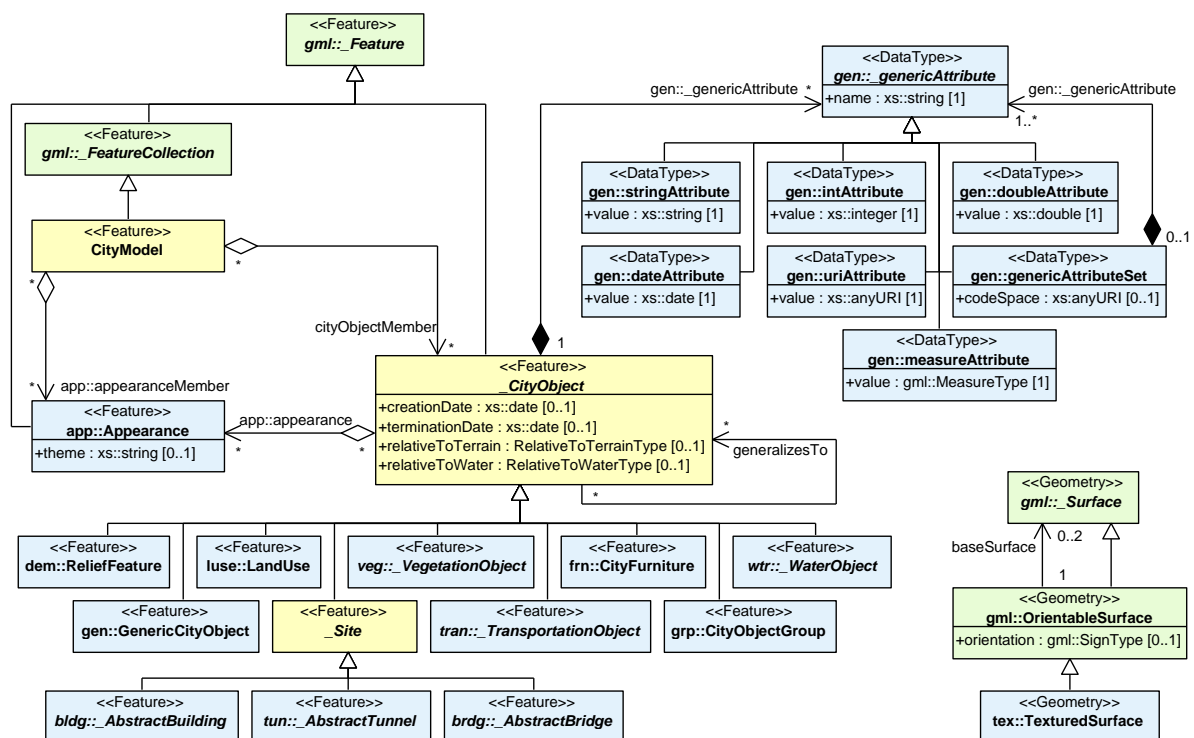 <<Feature>>
gml::_Feature
<<DataType>>
gen::_genericAttribute
+name : xs::string [1]
gen::_genericAttribute
*
gen::_genericAttribute
1..*
<<Feature>>
gml::_FeatureCollection
<<DataType>>
gen::stringAttribute
+value : xs::string [1]
<<DataType>>
gen::intAttribute
+value : xs::integer [1]
<<DataType>>
gen::doubleAttribute
+value : xs::double [1]
<<Feature>>
CityModel
*
*
0..1
<<DataType>>
gen::dateAttribute
+value : xs::date [1]
<<DataType>>
gen::uriAttribute
+value : xs::anyURI [1]
<<DataType>>
gen::genericAttributeSet
+codeSpace : xs::anyURI [0..1]
cityObjectMember
*
1
<<DataType>>
gen::measureAttribute
+value : gml::MeasureType [1]
<<Feature>>
_CityObject
+creationDate : xs::date [0..1]
+terminationDate : xs::date [0..1]
+relativeToTerrain : RelativeToTerrainType [0..1]
+relativeToWater : RelativeToWaterType [0..1]
*
app::appearanceMember
<<Feature>>
app::Appearance
+theme : xs::string [0..1]
app::appearance
*
*
*
generalizesTo
*
<<Geometry>>
gml::_Surface
baseSurface
0..2
1
<<Feature>>
dem::ReliefFeature
<<Feature>>
luse::LandUse
<<Feature>>
veg::_VegetationObject
<<Feature>>
frn::CityFurniture
<<Feature>>
wtr::_WaterObject
<<Feature>>
gen::GenericCityObject
<<Feature>>
_Site
<<Feature>>
tran::_TransportationObject
<<Feature>>
grp::CityObjectGroup
<<Geometry>>
gml::OrientableSurface
+orientation : gml::SignType [0..1]
<<Feature>>
bldg::_AbstractBuilding
<<Feature>>
tun::_AbstractTunnel
<<Feature>>
brdg::_AbstractBridge
<<Geometry>>
tex::TexturedSurface